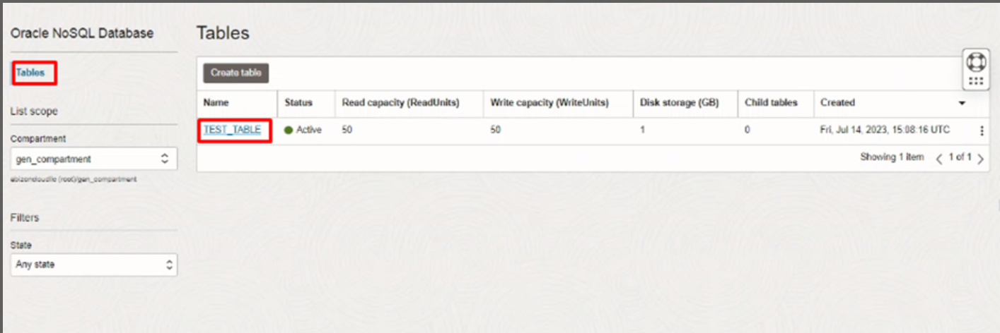 Oracle NoSQL Database
Tables
List scope
Compartment
gen_compartment
(root)/gen_compartment
Filters
State
Any state
Tables
Create table
Name Status Read capacity (ReadUnits) Write capacity (WriteUnits) Disk storage (GB) Child tables Created
TEST_TABLE Active 50 50 1 0 Fri, Jul 14, 2023, 15:08:16 UTC
Showing 1 item < 1 of 1 >